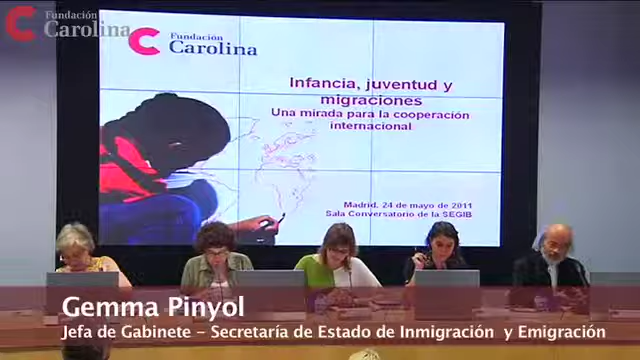 Fundación
Carolina
Fundación
Carolina
Infancia, juventud y
migraciones
Una mirada para la cooperación
internacional
Madrid, 24 de mayo de 2011
Sala Conversatorio de la SEGIB
Gemma Pinyol
Jefa de Gabinete – Secretaría de Estado de Inmigración y Emigración